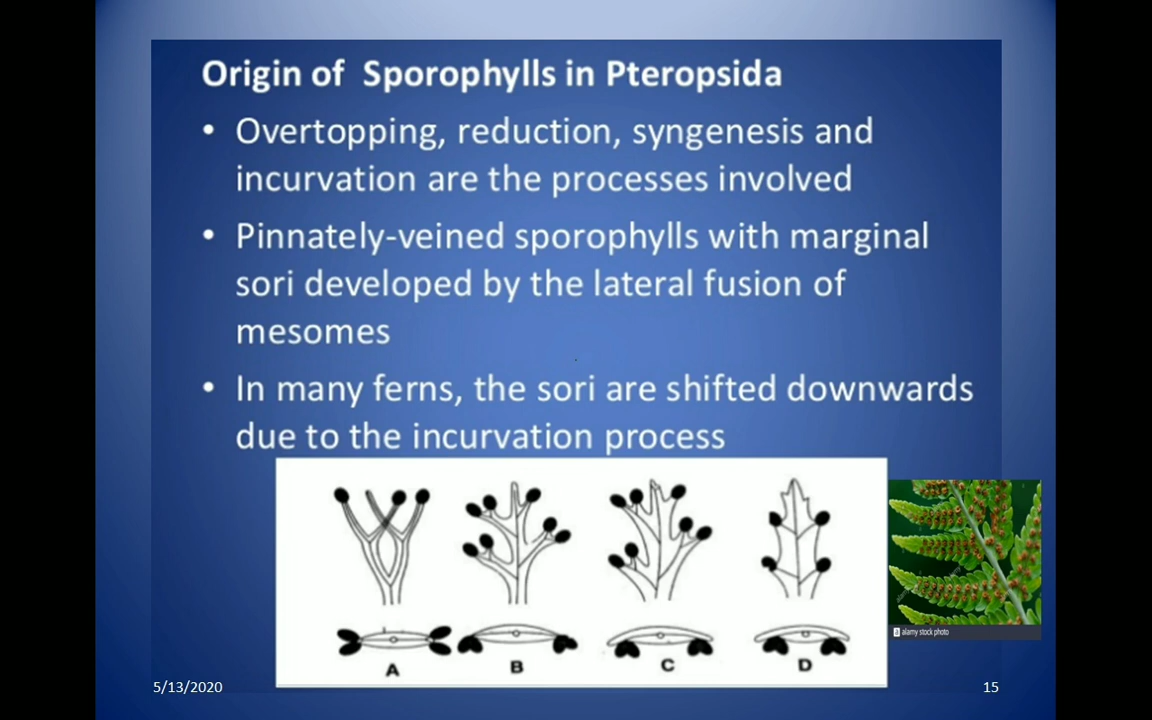 Origin of Sporophylls in Pteropsida
• Overtopping, reduction, syngenesis and
incurvation are the processes involved
• Pinnately-veined sporophylls with marginal
sori developed by the lateral fusion of
mesomes
• In many ferns, the sori are shifted downwards
due to the incurvation process
A B C D
alamy stock photo
5/13/2020
15